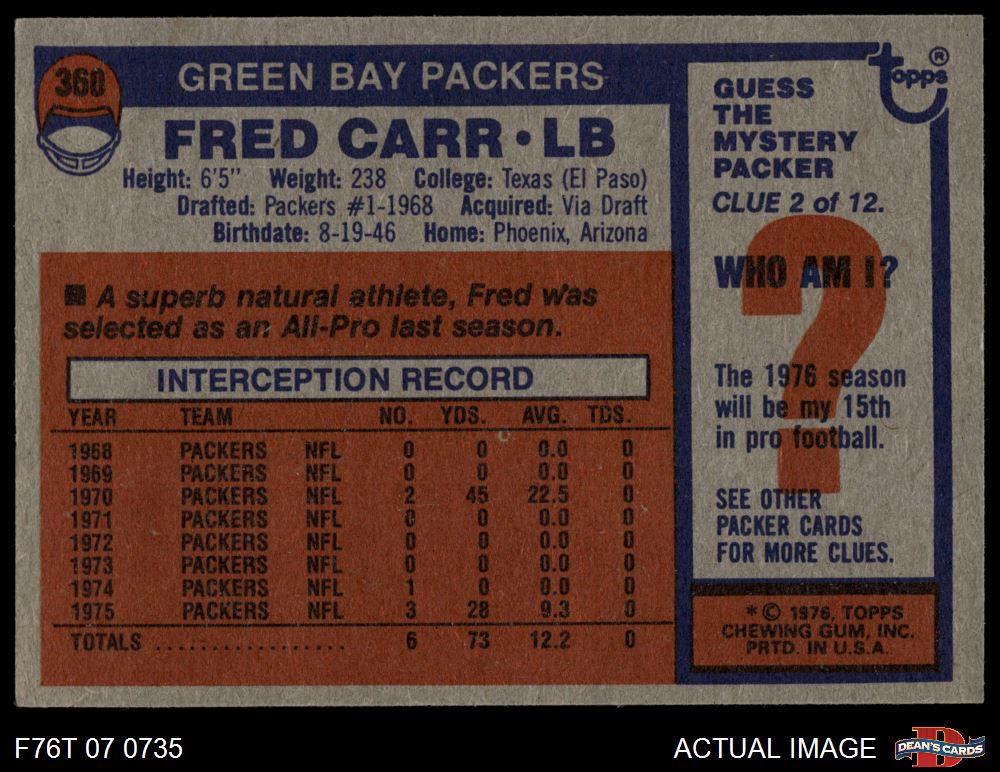 360
GREEN BAY PACKERS
FRED CARR • LB
Height: 6'5" Weight: 238 College: Texas (El Paso)
Drafted: Packers #1-1968 Acquired: Via Draft
Birthdate: 8-19-46 Home: Phoenix, Arizona
■ A superb natural athlete, Fred was
selected as an All-Pro last season.
INTERCEPTION RECORD
YEAR TEAM NO. YDS. AVG. TDS.
1968 PACKERS NFL 0 0 0.0 0
1969 PACKERS NFL 0 0 0.0 0
1970 PACKERS NFL 2 45 22.5 0
1971 PACKERS NFL 0 0 0.0 0
1972 PACKERS NFL 0 0 0.0 0
1973 PACKERS NFL 0 0 0.0 0
1974 PACKERS NFL 1 0 0.0 0
1975 PACKERS NFL 3 28 9.3 0
TOTALS ................. 6 73 12.2 0
topps ®
GUESS
THE
MYSTERY
PACKER
CLUE 2 of 12.
?
WHO AM I?
The 1976 season
will be my 15th
in pro football.
SEE OTHER
PACKER CARDS
FOR MORE CLUES.
* © 1976, TOPPS
CHEWING GUM, INC.
PRTD. IN U.S.A.
F76T 07 0735
ACTUAL IMAGE
D
DEAN'S CARDS